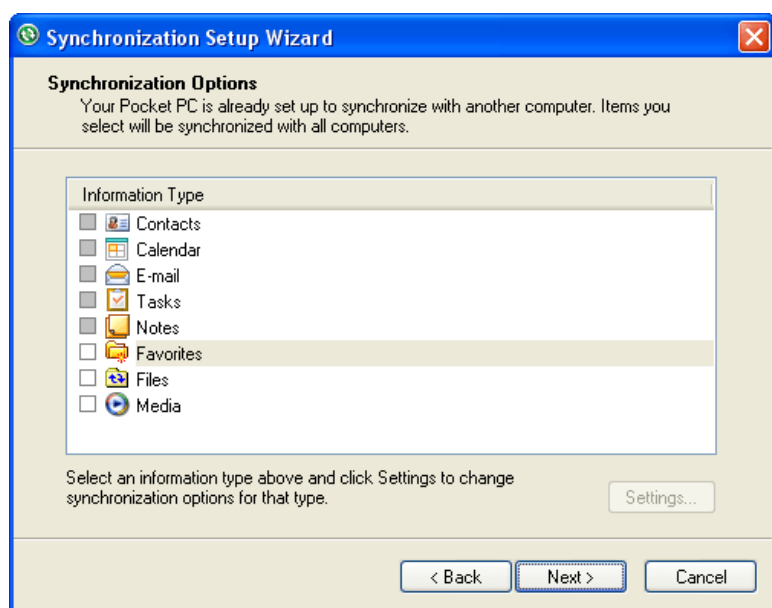 Synchronization Setup Wizard
Synchronization Options
Your Pocket PC is already set up to synchronize with another computer. Items you
select will be synchronized with all computers.
Information Type
Contacts
Calendar
E-mail
Tasks
Notes
Favorites
Files
Media
Select an information type above and click Settings to change
synchronization options for that type.
Settings...
< Back
Next >
Cancel